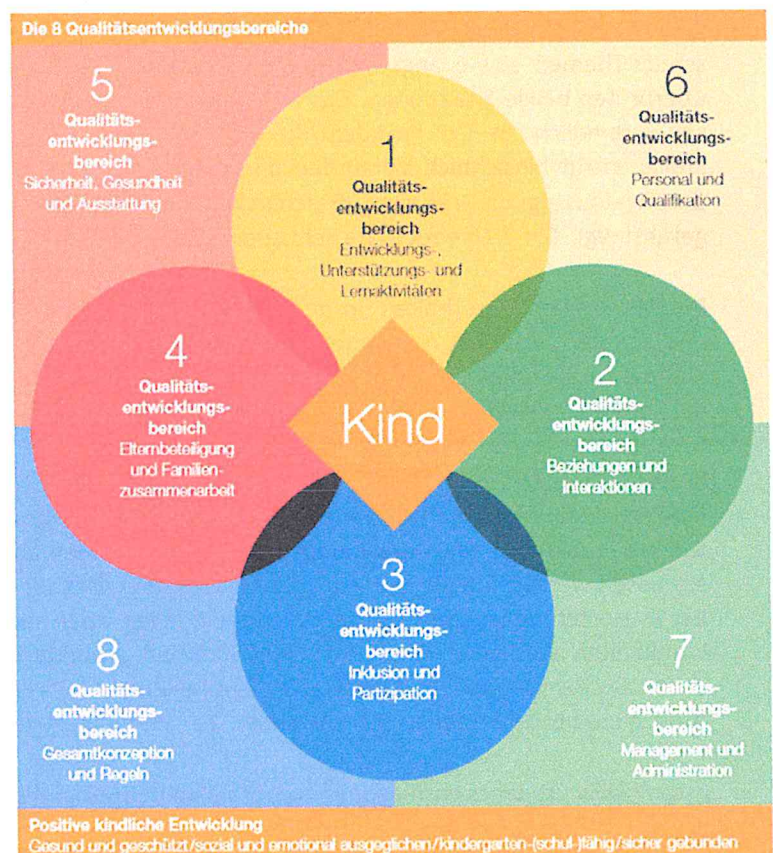 Die 8 Qualitätsentwicklungsbereiche
5
Qualitäts-
entwicklungs-
bereich
Sicherheit, Gesundheit
und Ausstattung
1
Qualitäts-
entwicklungs-
bereich
Entwicklungs-,
Unterstützungs- und
Lernaktivitäten
6
Qualitäts-
entwicklungs-
bereich
Personal und
Qualifikation
4
Qualitäts-
entwicklungs-
bereich
Elternbeteiligung
und Familien-
zusammenarbeit
Kind
2
Qualitäts-
entwicklungs-
bereich
Beziehungen und
Interaktionen
3
Qualitäts-
entwicklungs-
bereich
Inklusion und
Partizipation
8
Qualitäts-
entwicklungs-
bereich
Gesamtkonzeption
und Regeln
7
Qualitäts-
entwicklungs-
bereich
Management und
Administration
Positive kindliche Entwicklung
Gesund und geschützt/sozial und emotional ausgeglichen/kindergarten-(schul-)fähig/sicher gebunden